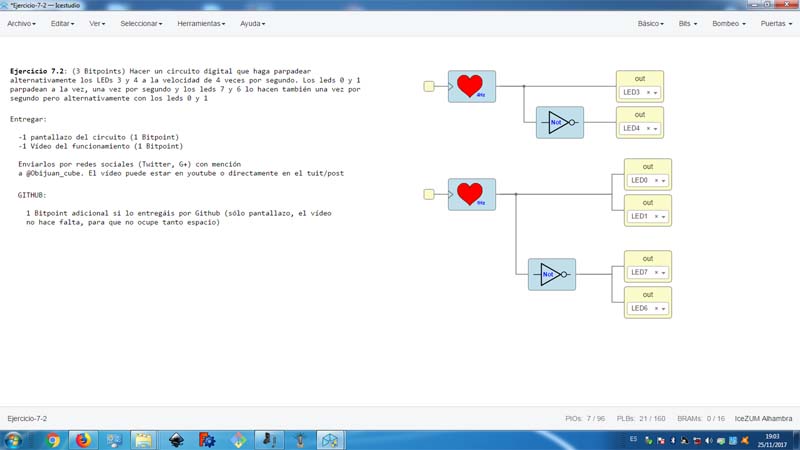 *Ejercicio-7-2 — Icestudio
Archivo Editar Ver Seleccionar Herramientas Ayuda Básico Bits Bombeo Puertas
Ejercicio 7.2: (3 Bitpoints) Hacer un circuito digital que haga parpadear
alternativamente los LEDs 3 y 4 a la velocidad de 4 veces por segundo. Los leds 0 y 1
parpadean a la vez, una vez por segundo y los leds 7 y 6 lo hacen también una vez por
segundo pero alternativamente con los leds 0 y 1
Entregar:
-1 pantallazo del circuito (1 Bitpoint)
-1 Vídeo del funcionamiento (1 Bitpoint)
Enviarlos por redes sociales (Twitter, G+) con mención
a @Obijuan_cube. El vídeo puede estar en youtube o directamente en el tuit/post
GITHUB:
1 Bitpoint adicional si lo entregáis por Github (sólo pantallazo, el vídeo
no hace falta, para que no ocupe tanto espacio)
4Hz
out
LED3
Not
out
LED4
1Hz
out
LED0
out
LED1
Not
out
LED7
out
LED6
Ejercicio-7-2 PIOs: 7 / 96 PLBs: 21 / 160 BRAMs: 0 / 16 IceZUM Alhambra
ES 19:03
25/11/2017